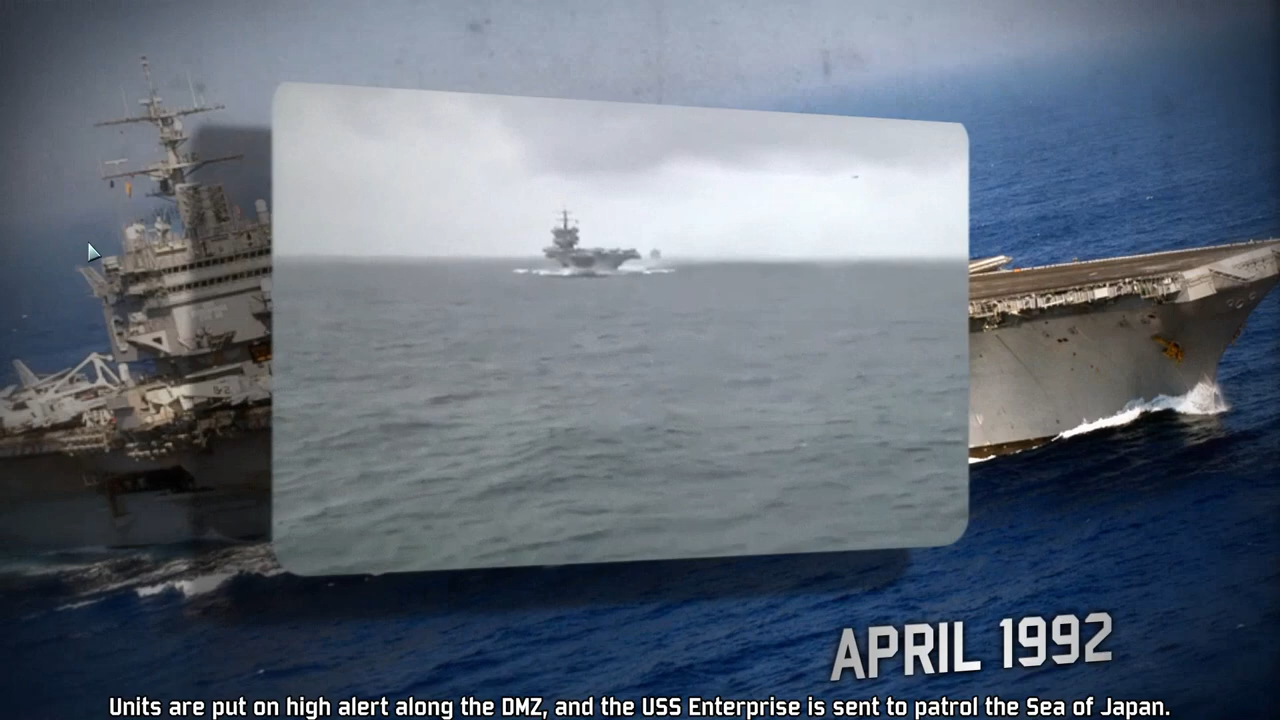 APRIL 1992
Units are put on high alert along the DMZ, and the USS Enterprise is sent to patrol the Sea of Japan.